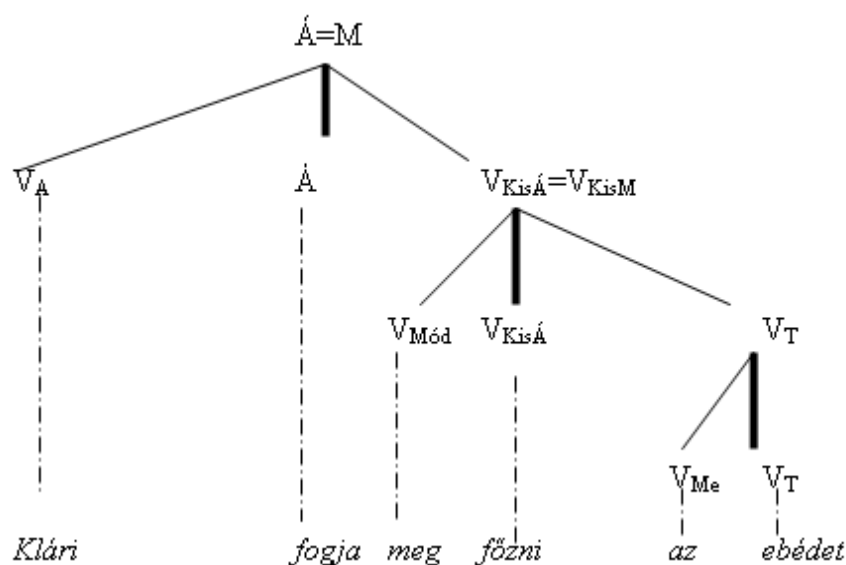 Á=M
V_A Á V_KisÁ=V_KisM
V_Mód V_KisÁ V_T
V_Me V_T
Klári fogja meg főzni az ebédet